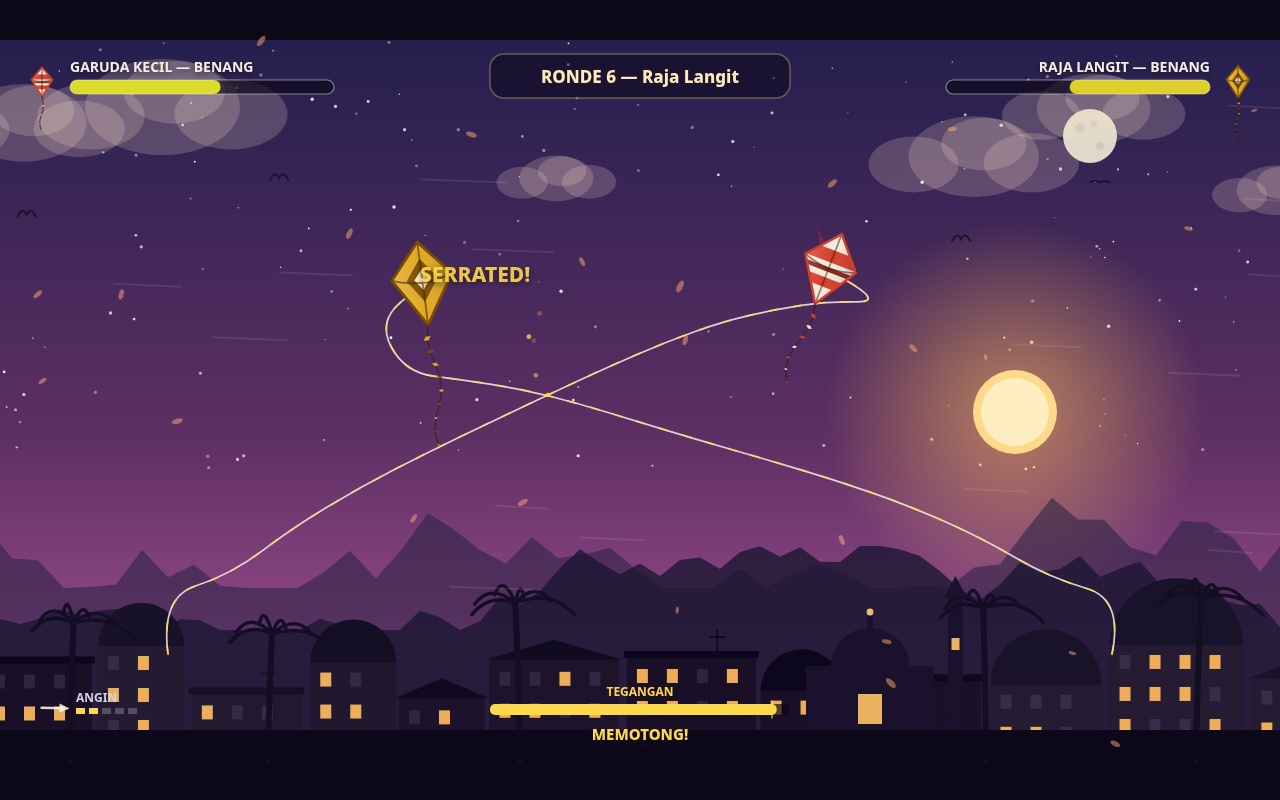 GARUDA KECIL — BENANG
RONDE 6 — Raja Langit
RAJA LANGIT — BENANG
SERRATED!
ANGIN
TEGANGAN
MEMOTONG!